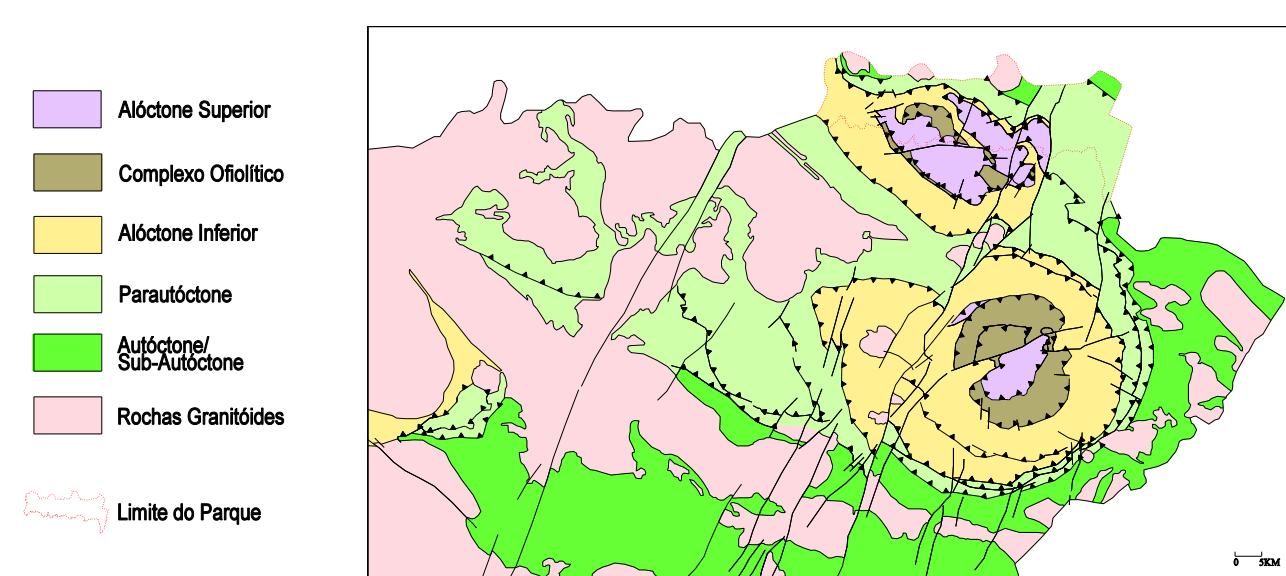 Alóctone Superior
Complexo Ofiolítico
Alóctone Inferior
Parautóctone
Autóctone/
Sub-Autóctone
Rochas Granitóides
Limite do Parque
0 5KM